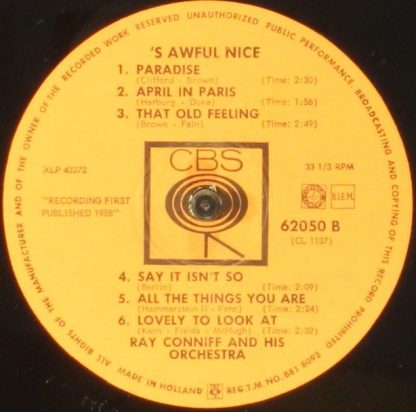 ALL RIGHTS OF THE MANUFACTURER AND OF THE OWNER OF THE RECORDED WORK RESERVED UNAUTHORIZED PUBLIC PERFORMANCE, BROADCASTING AND COPYING OF THIS RECORD PROHIBITED
'S AWFUL NICE
1. PARADISE
(Clifford - Brown) (Time: 2:30)
2. APRIL IN PARIS
(Harburg - Duke) (Time: 1:56)
3. THAT OLD FEELING
(Brown - Fain) (Time: 2:49)
CBS
XLP 43272
33 1/3 RPM
"RECORDING FIRST
PUBLISHED 1958"
B.I.E.M.
62050 B
(CL 1137)
4. SAY IT ISN'T SO
(Berlin) (Time: 2:09)
5. ALL THE THINGS YOU ARE
(Hammerstein II - Kern) (Time: 2:24)
6. LOVELY TO LOOK AT
(Kern - Fields - McHugh) (Time: 2:32)
RAY CONNIFF AND HIS
ORCHESTRA
MADE IN HOLLAND
REG.T.M.NO. BB1 8092